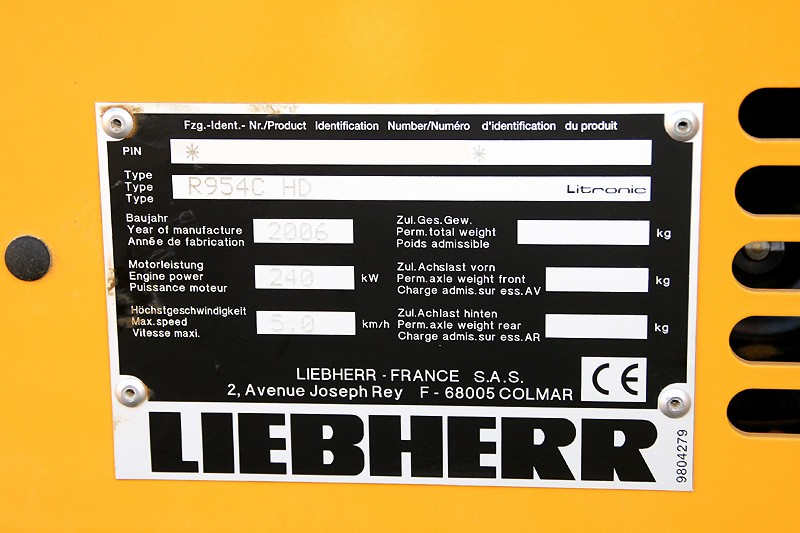 Fzg.-Ident.- Nr./Product Identification Number/Numéro d'identification du produit
PIN * *
Type
Type R954C HD Litronic
Type
Baujahr
Year of manufacture 2006
Année de fabrication
Zul.Ges.Gew.
Perm.total weight kg
Poids admissible
Motorleistung
Engine power 240 kW
Puissance moteur
Zul.Achslast vorn
Perm.axle weight front kg
Charge admis.sur ess.AV
Höchstgeschwindigkeit
Max.speed 5,0 km/h
Vitesse maxi.
Zul.Achlast hinten
Perm.axle weight rear kg
Charge admis.sur ess.AR
LIEBHERR - FRANCE S.A.S.
2, Avenue Joseph Rey F - 68005 COLMAR
CE
LIEBHERR
9804279